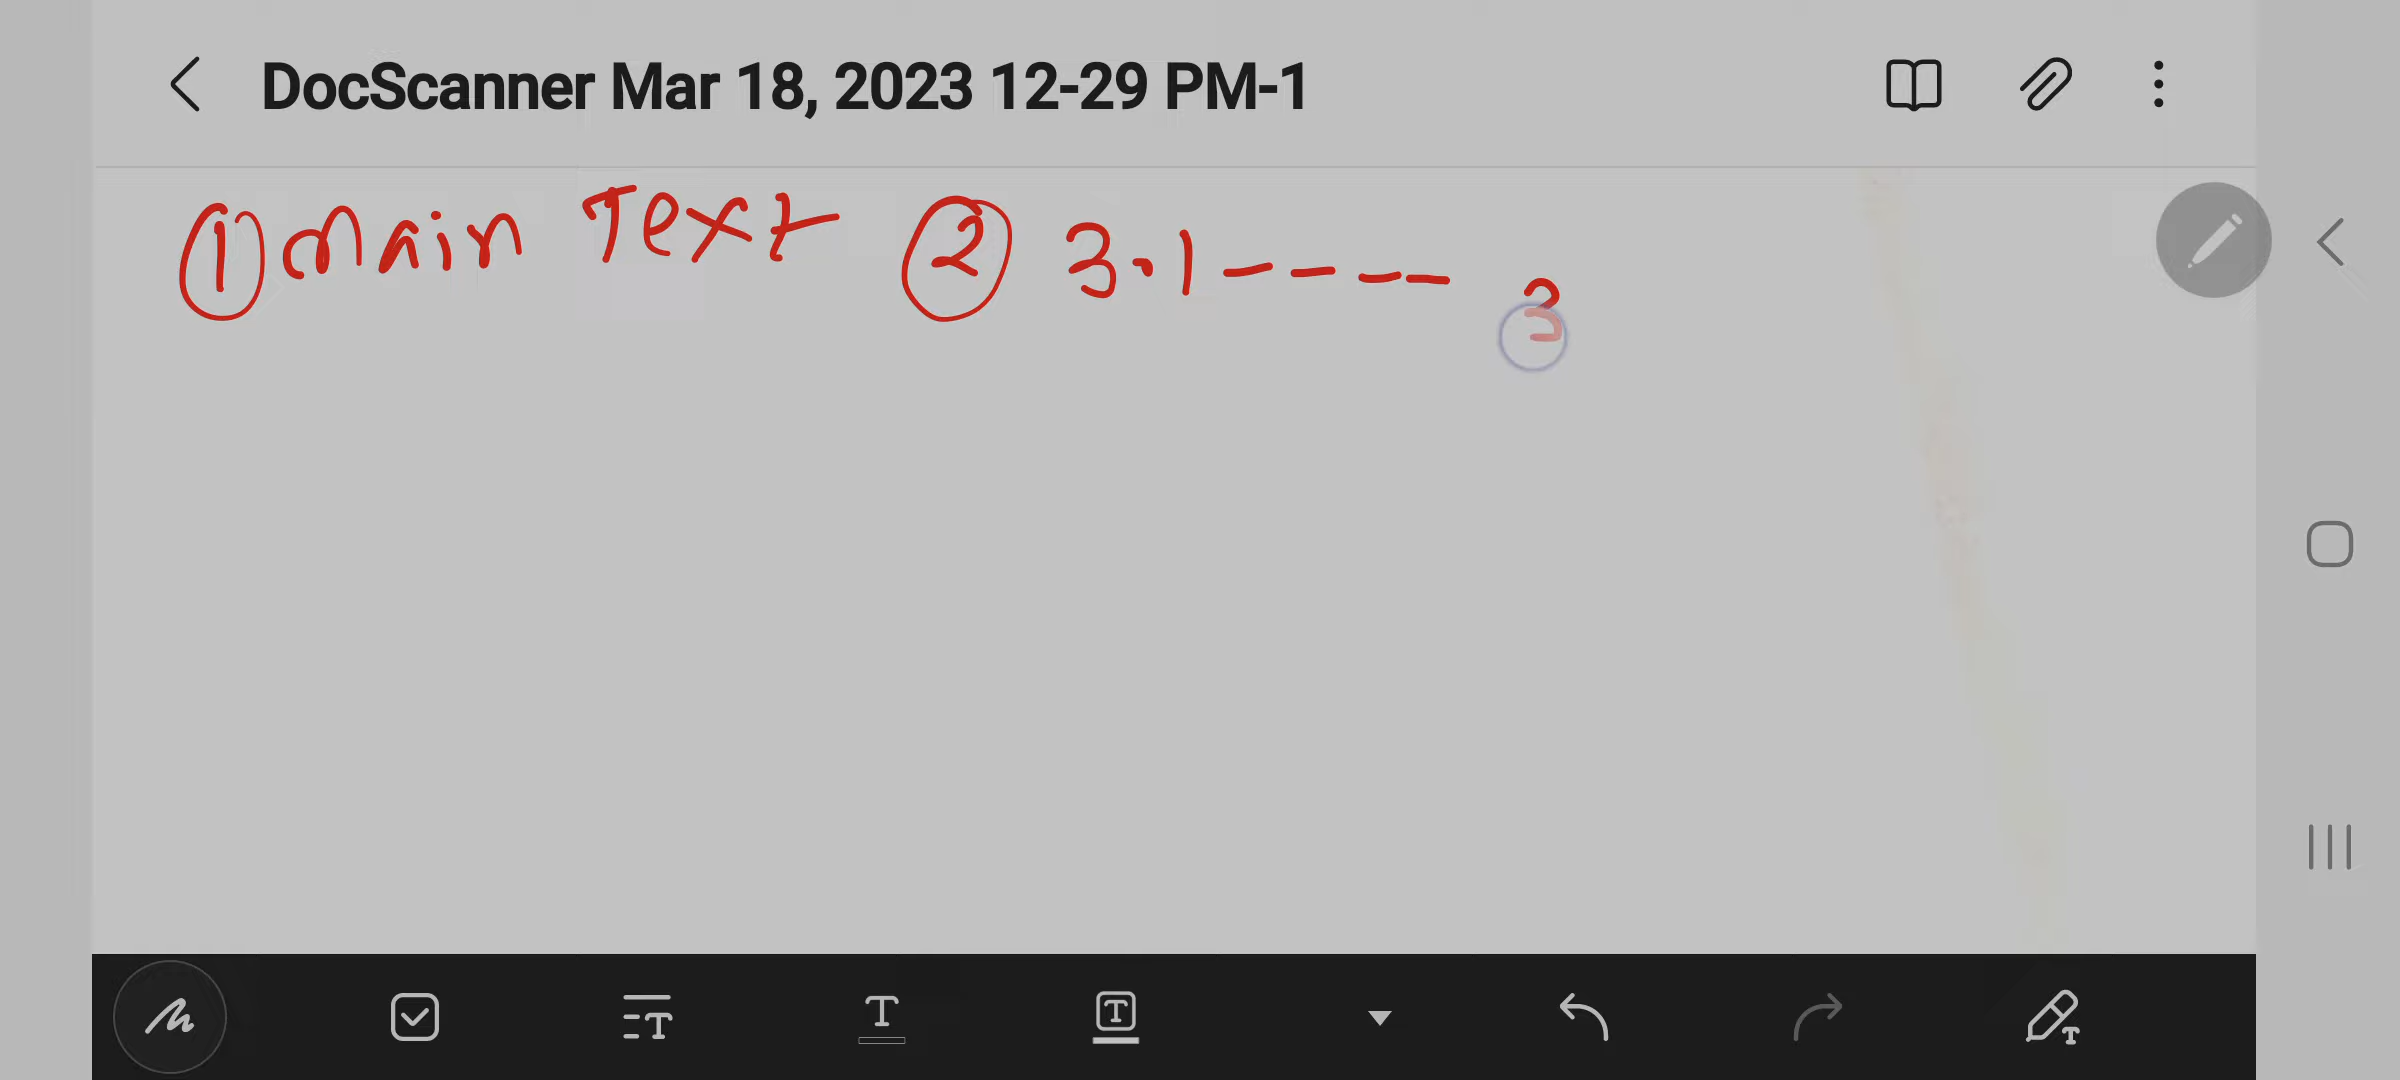 DocScanner Mar 18, 2023 12-29 PM-1
① Main Text ② 3.1 ---- 3